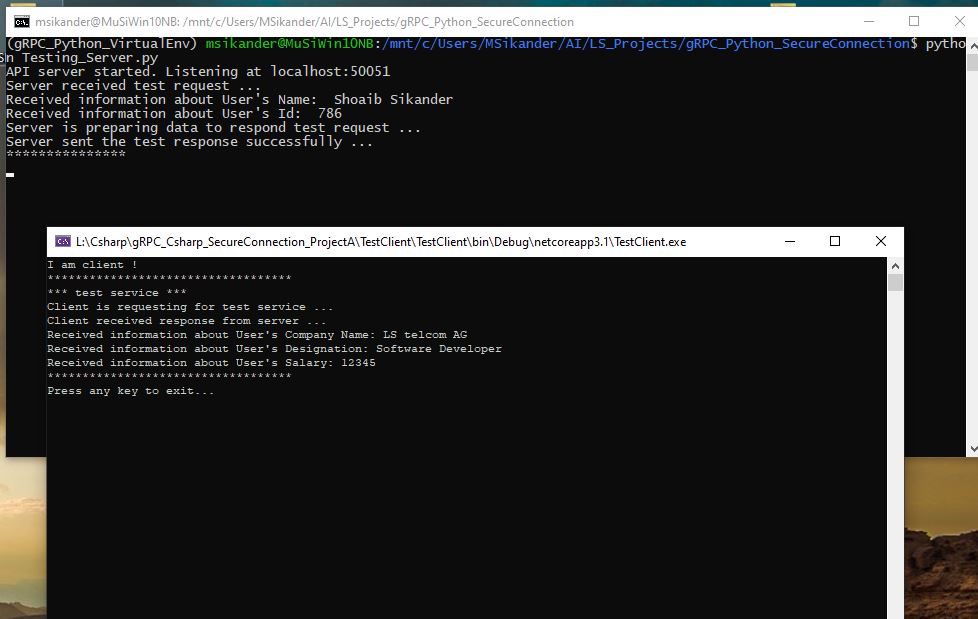 msikander@MuSiWin10NB: /mnt/c/Users/MSikander/AI/LS_Projects/gRPC_Python_SecureConnection
(gRPC_Python_VirtualEnv) msikander@MuSiWin10NB:/mnt/c/Users/MSikander/AI/LS_Projects/gRPC_Python_SecureConnection$ pytho
n Testing_Server.py
API server started. Listening at localhost:50051
Server received test request ...
Received information about User's Name:  Shoaib Sikander
Received information about User's Id:  786
Server is preparing data to respond test request ...
Server sent the test response successfully ...
***************
L:\Csharp\gRPC_Csharp_SecureConnection_ProjectA\TestClient\TestClient\bin\Debug\netcoreapp3.1\TestClient.exe
I am client !
***********************************
*** test service ***
Client is requesting for test service ...
Client received response from server ...
Received information about User's Company Name: LS telcom AG
Received information about User's Designation: Software Developer
Received information about User's Salary: 12345
***********************************
Press any key to exit...